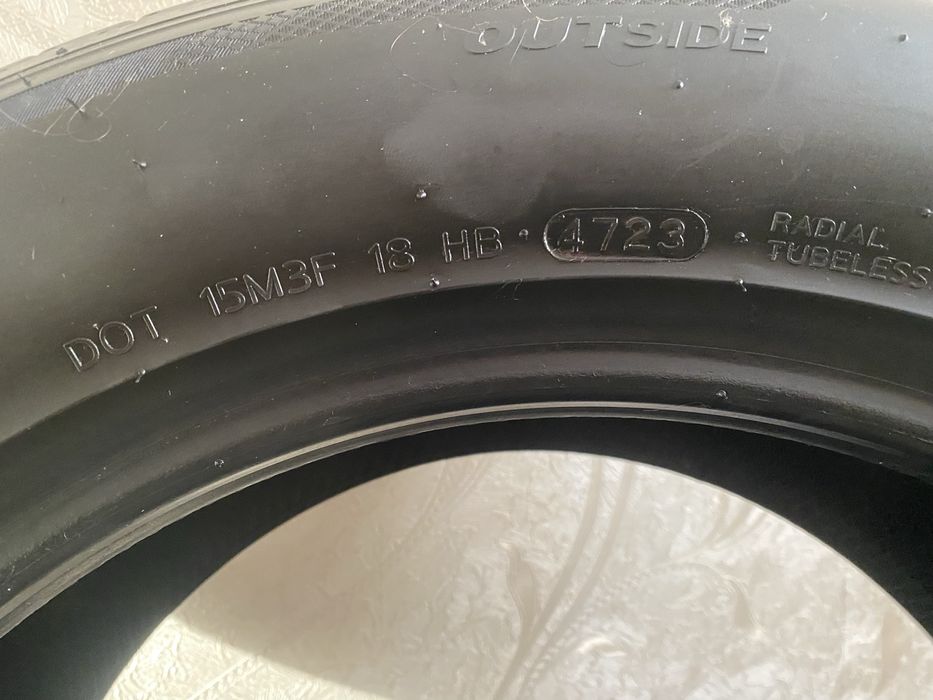 OUTSIDE
DOT 15M3F 18 HB 4723
RADIAL
TUBELESS